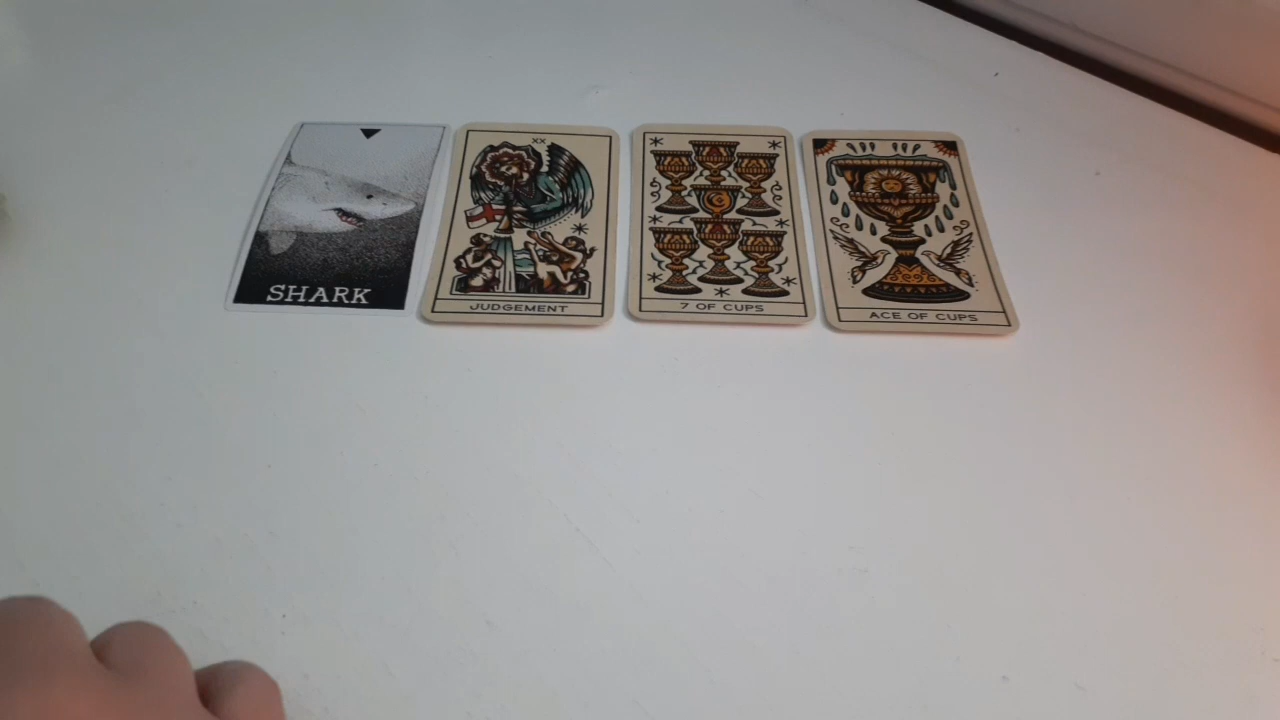 SHARK
XX
JUDGEMENT
7 OF CUPS
ACE OF CUPS